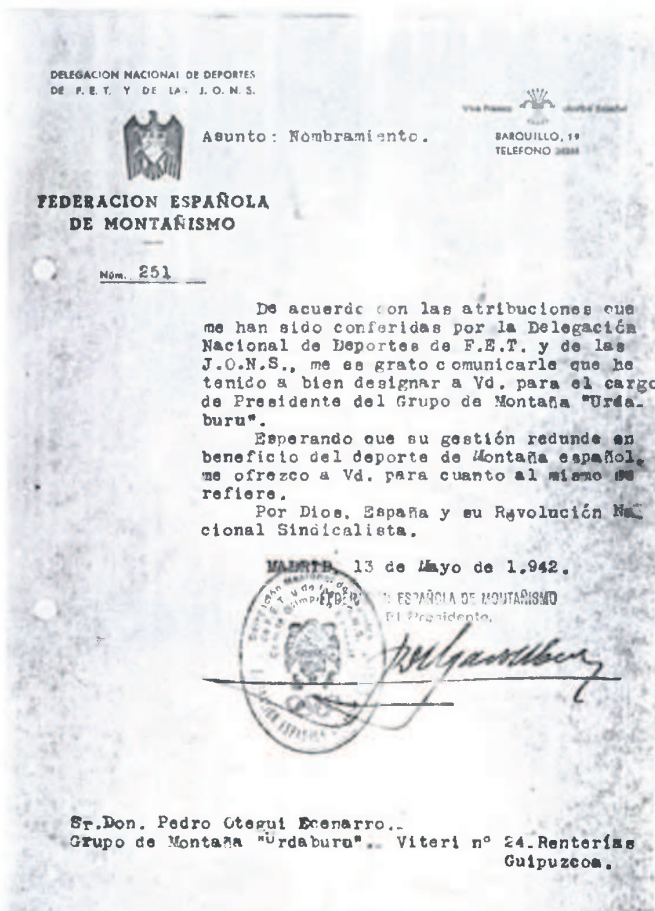 DELEGACION NACIONAL DE DEPORTES
DE F. E. T. Y DE LAS J. O. N. S.
Asunto: Nombramiento.
BARQUILLO, 19
TELEFONO
FEDERACION ESPAÑOLA
DE MONTAÑISMO
Núm. 251
De acuerdo con las atribuciones que
me han sido conferidas por la Delegación
Nacional de Deportes de F.E.T. y de las
J.O.N.S., me es grato comunicarle que he
tenido a bien designar a Vd. para el cargo
de Presidente del Grupo de Montaña "Urda-
buru".
Esperando que su gestión redunde en
beneficio del deporte de Montaña español,
me ofrezco a Vd. para cuanto al mismo se
refiere.
Por Dios, España y su Revolución Na
cional Sindicalista.
MADRID, 13 de Mayo de 1.942.
ESPAÑOLA DE MONTAÑISMO
El Presidente,
Sr.Don. Pedro Otegui Ecenarro..
Grupo de Montaña "Urdaburu".. Viteri nº 24.Renterías
Guipuzcoa.